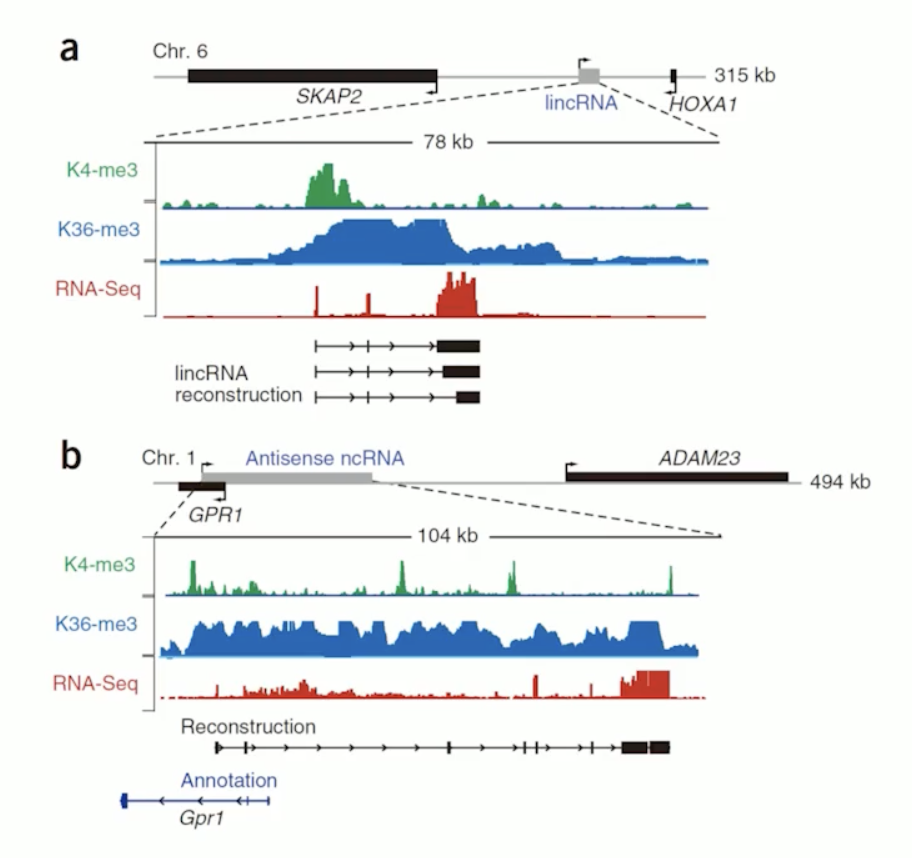 a
Chr. 6
315 kb
SKAP2
lincRNA
HOXA1
78 kb
K4-me3
K36-me3
RNA-Seq
lincRNA
reconstruction
b
Chr. 1
Antisense ncRNA
ADAM23
494 kb
GPR1
104 kb
K4-me3
K36-me3
RNA-Seq
Reconstruction
Annotation
Gpr1